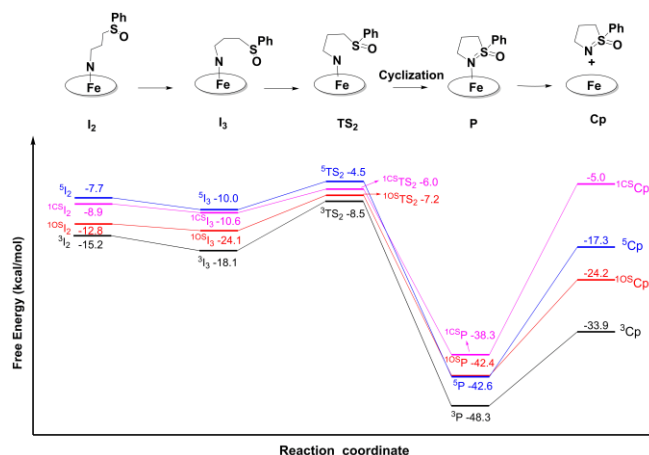 Ph
S
O
N
Fe
I2
Ph
S
O
N
Fe
I3
Ph
S
O
N
Fe
TS2
Cyclization
Ph
S
O
N
Fe
P
Ph
S
N
O
+
Fe
Cp
Free Energy (kcal/mol)
5I2 -7.7
1CSI2 -8.9
1OSI2 -12.8
3I2 -15.2
5I3 -10.0
1CSI3 -10.6
1OSI3 -24.1
3I3 -18.1
5TS2 -4.5
1CSTS2 -6.0
1OSTS2 -7.2
3TS2 -8.5
1CSP -38.3
1OSP -42.4
5P -42.6
3P -48.3
-5.0 1CSCp
-17.3 5Cp
-24.2 1OSCp
-33.9 3Cp
Reaction coordinate